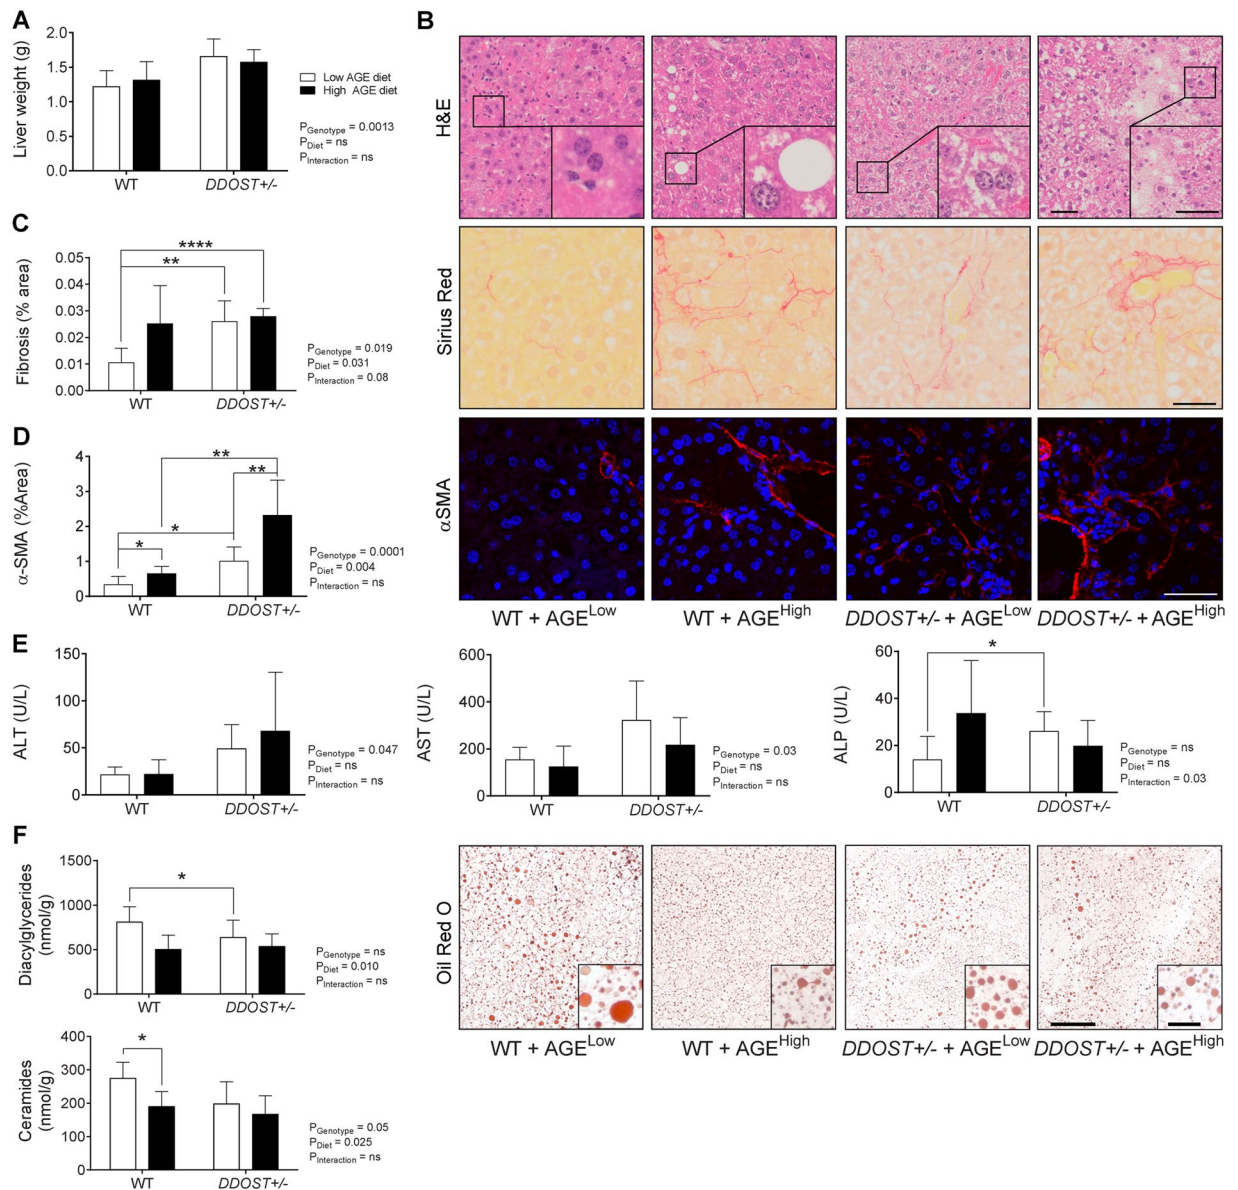 A
Liver weight (g)
2.0
1.5
1.0
0.5
0.0
WT
DDOST+/-
Low AGE diet
High AGE diet
PGenotype = 0.0013
PDiet = ns
PInteraction = ns
B
H&E
Sirius Red
αSMA
WT + AGELow
WT + AGEHigh
DDOST+/- + AGELow
DDOST+/- + AGEHigh
C
Fibrosis (% area)
0.05
0.04
0.03
0.02
0.01
0.00
****
**
WT
DDOST+/-
PGenotype = 0.019
PDiet = 0.031
PInteraction = 0.08
D
α-SMA (%Area)
4
3
2
1
0
**
**
*
*
WT
DDOST+/-
PGenotype = 0.0001
PDiet = 0.004
PInteraction = ns
E
ALT (U/L)
150
100
50
0
WT
DDOST+/-
PGenotype = 0.047
PDiet = ns
PInteraction = ns
AST (U/L)
600
400
200
0
WT
DDOST+/-
PGenotype = 0.03
PDiet = ns
PInteraction = ns
ALP (U/L)
60
40
20
0
*
WT
DDOST+/-
PGenotype = ns
PDiet = ns
PInteraction = 0.03
F
Diacylglycerides
(nmol/g)
1500
1000
500
0
*
WT
DDOST+/-
PGenotype = ns
PDiet = 0.010
PInteraction = ns
Oil Red O
WT + AGELow
WT + AGEHigh
DDOST+/- + AGELow
DDOST+/- + AGEHigh
Ceramides
(nmol/g)
400
300
200
100
0
*
WT
DDOST+/-
PGenotype = 0.05
PDiet = 0.025
PInteraction = ns